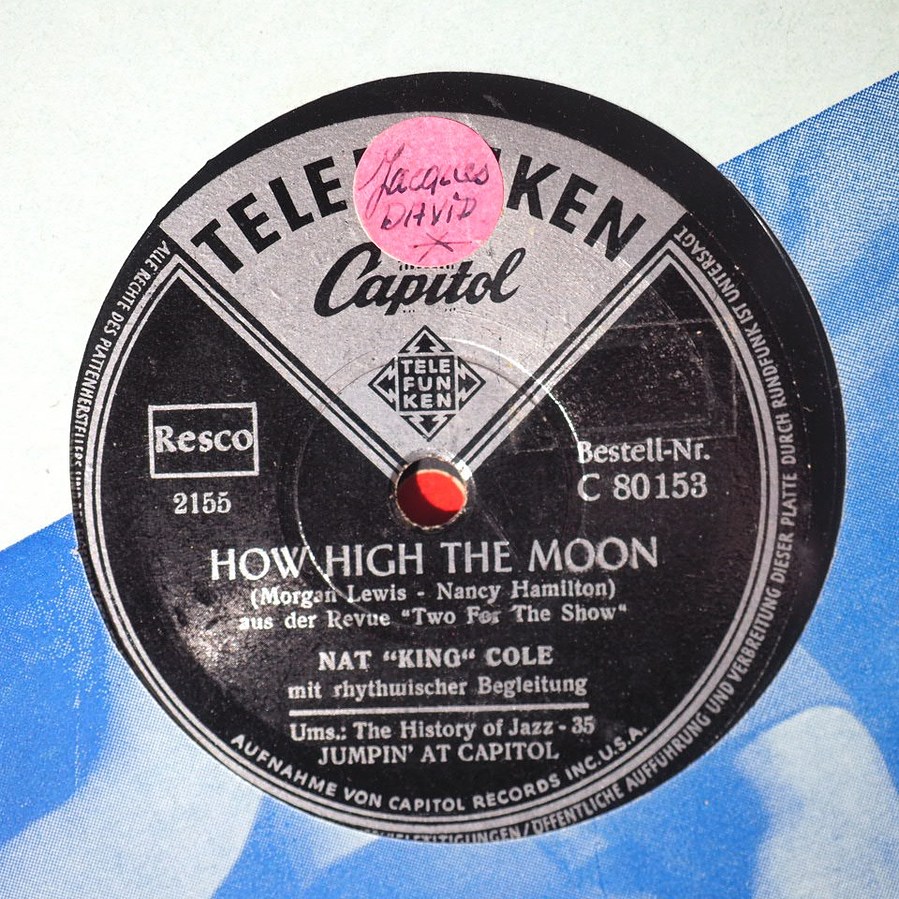 TELEFUNKEN
Jacques
DAVID
Capitol
TELE
FUN
KEN
Resco
2155
Bestell-Nr.
C 80153
HOW HIGH THE MOON
(Morgan Lewis - Nancy Hamilton)
aus der Revue "Two For The Show"
NAT “KING“ COLE
mit rhythmischer Begleitung
Ums.: The History of Jazz - 35
JUMPIN' AT CAPITOL
AUFNAHME VON CAPITOL RECORDS INC. U.S.A.
ALLE RECHTE DES PLATTENHERSTELLERS UND
/ÖFFENTLICHE AUFFÜHRUNG UND VERBREITUNG DIESER PLATTE DURCH RUNDFUNK IST UNTERSAGT